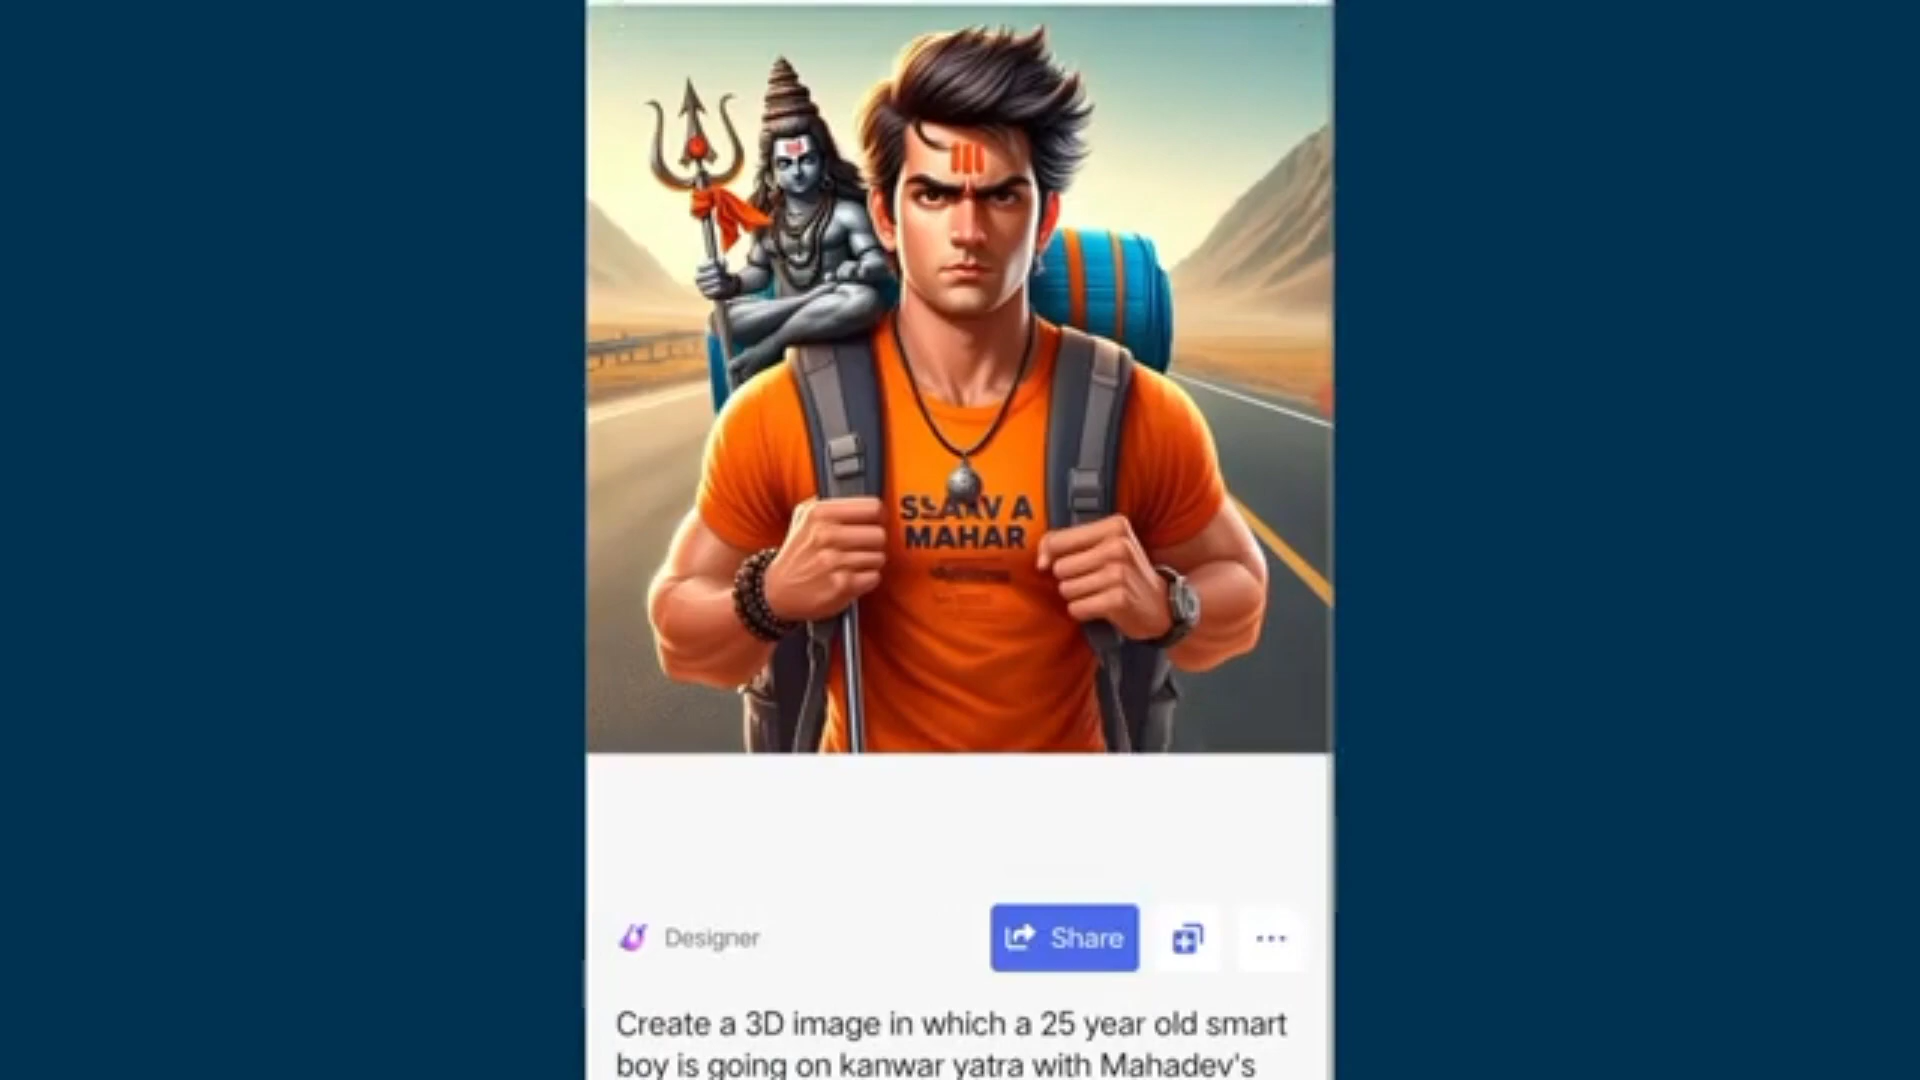 MAHAR
Designer
Share
Create a 3D image in which a 25 year old smart
boy is going on kanwar yatra with Mahadev's